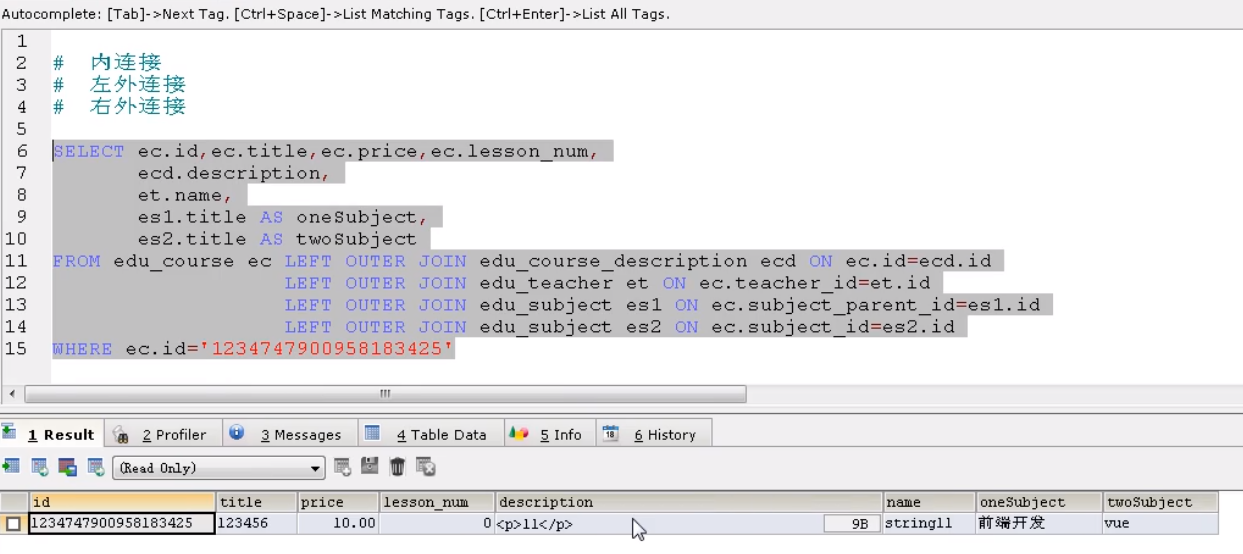 Autocomplete: [Tab]->Next Tag. [Ctrl+Space]->List Matching Tags. [Ctrl+Enter]->List All Tags.
1
2 # 内连接
3 # 左外连接
4 # 右外连接
5
6 SELECT ec.id,ec.title,ec.price,ec.lesson_num,
7 ecd.description,
8 et.name,
9 es1.title AS oneSubject,
10 es2.title AS twoSubject
11 FROM edu_course ec LEFT OUTER JOIN edu_course_description ecd ON ec.id=ecd.id
12 LEFT OUTER JOIN edu_teacher et ON ec.teacher_id=et.id
13 LEFT OUTER JOIN edu_subject es1 ON ec.subject_parent_id=es1.id
14 LEFT OUTER JOIN edu_subject es2 ON ec.subject_id=es2.id
15 WHERE ec.id='1234747900958183425'
1 Result 2 Profiler 3 Messages 4 Table Data 5 Info 18 6 History
(Read Only)
id title price lesson_num description name oneSubject twoSubject
1234747900958183425 123456 10.00 0 <p>11</p> 9B string11 前端开发 vue